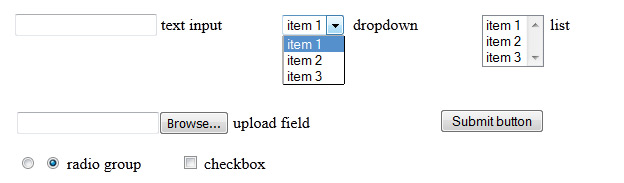 text input
item 1 dropdown
item 1
item 2
item 3
item 1 list
item 2
item 3
Browse... upload field
Submit button
radio group
checkbox